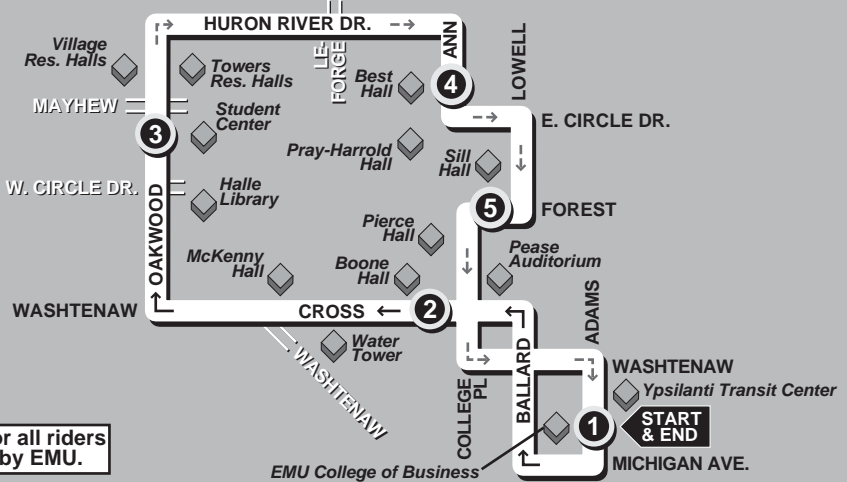 HURON RIVER DR.
ANN
LOWELL
Village
Res. Halls
Towers
Res. Halls
LE-
FORGE
Best
Hall
4
MAYHEW
Student
Center
3
E. CIRCLE DR.
Pray-Harrold
Hall
Sill
Hall
W. CIRCLE DR.
Halle
Library
OAKWOOD
5
FOREST
Pierce
Hall
Pease
Auditorium
McKenny
Hall
Boone
Hall
ADAMS
WASHTENAW
CROSS
2
Water
Tower
WASHTENAW
COLLEGE
PL
BALLARD
WASHTENAW
Ypsilanti Transit Center
1
START
& END
MICHIGAN AVE.
EMU College of Business
or all riders
by EMU.